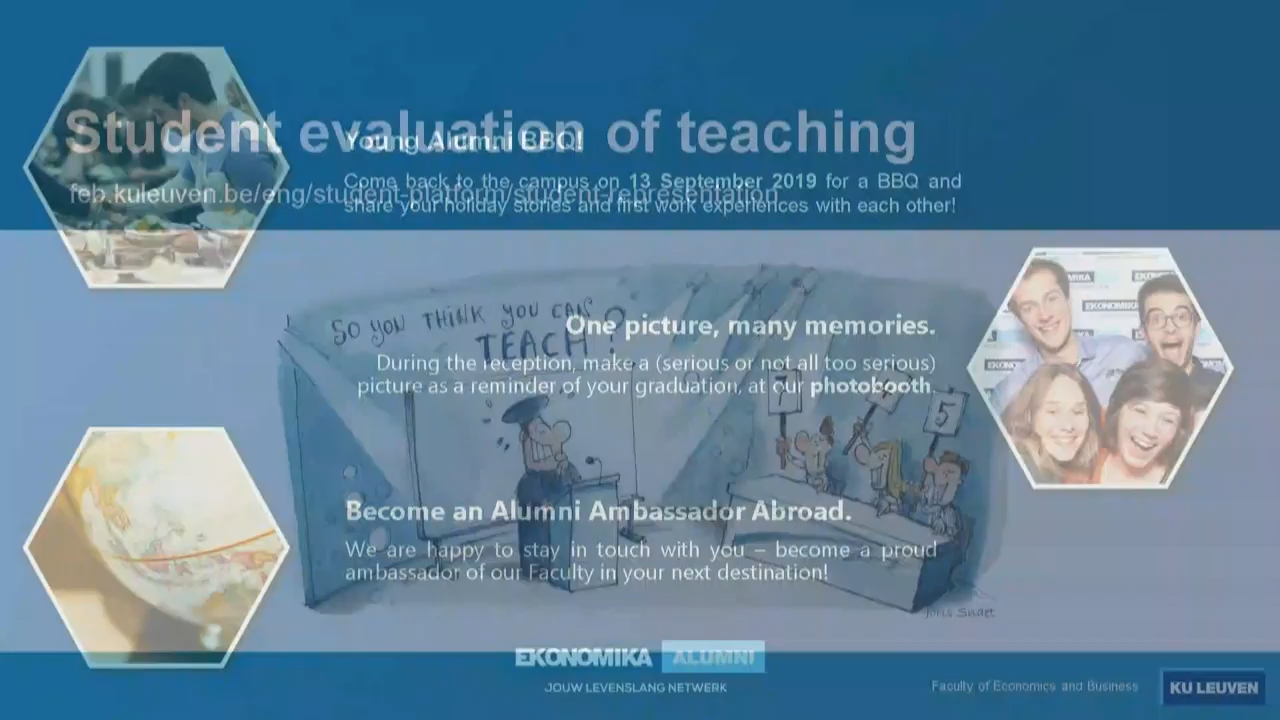 Student evaluation of teaching
feb.kuleuven.be/eng/student-platform/student-representation
Young Alumni BBQ!
Come back to the campus on 13 September 2019 for a BBQ and
share your holiday stories and first work experiences with each other!
SO YOU THINK YOU CAN
TEACH?
One picture, many memories.
During the reception, make a (serious or not all too serious)
picture as a reminder of your graduation, at our photobooth.
7
5
EKONOMIKA
Become an Alumni Ambassador Abroad.
We are happy to stay in touch with you – become a proud
ambassador of our Faculty in your next destination!
Joris Snaet
EKONOMIKA ALUMNI
JOUW LEVENSLANG NETWERK
Faculty of Economics and Business
KU LEUVEN